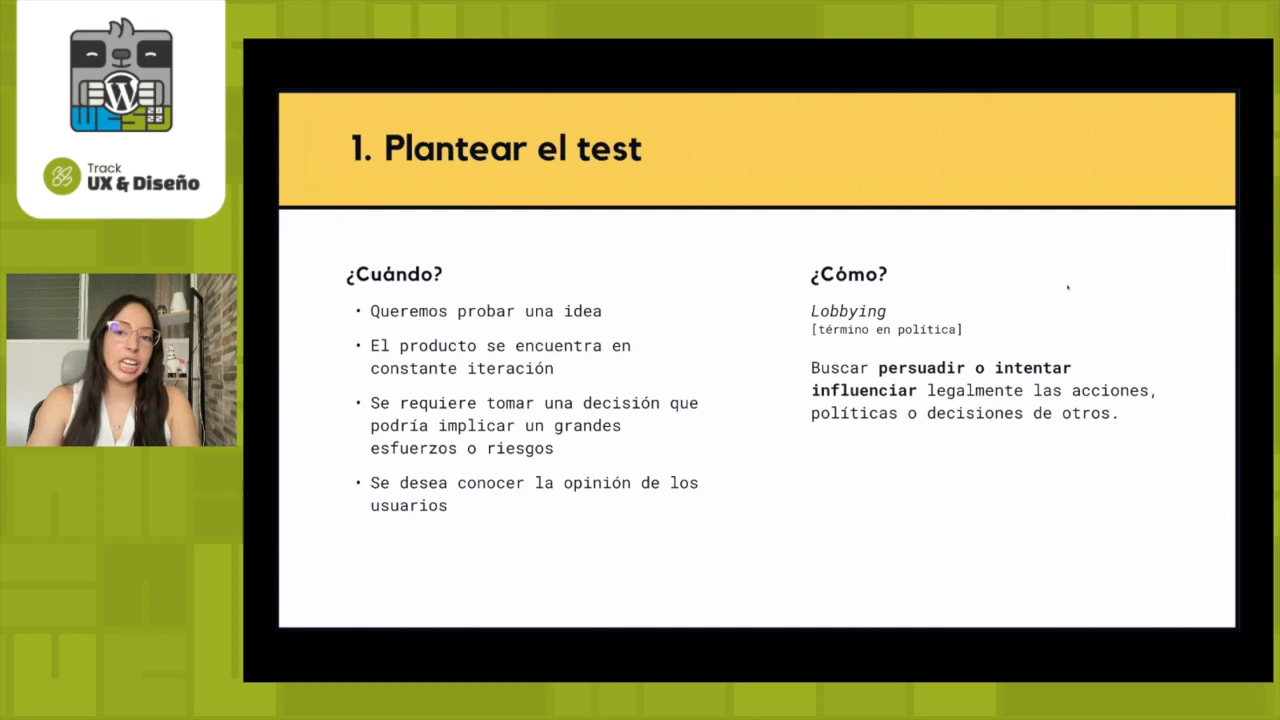 WESD
2022
Track
UX & Diseño
1. Plantear el test
¿Cuándo?
• Queremos probar una idea
• El producto se encuentra en
constante iteración
• Se requiere tomar una decisión que
podría implicar un grandes
esfuerzos o riesgos
• Se desea conocer la opinión de los
usuarios
¿Cómo?
Lobbying
[término en política]
Buscar persuadir o intentar
influenciar legalmente las acciones,
políticas o decisiones de otros.